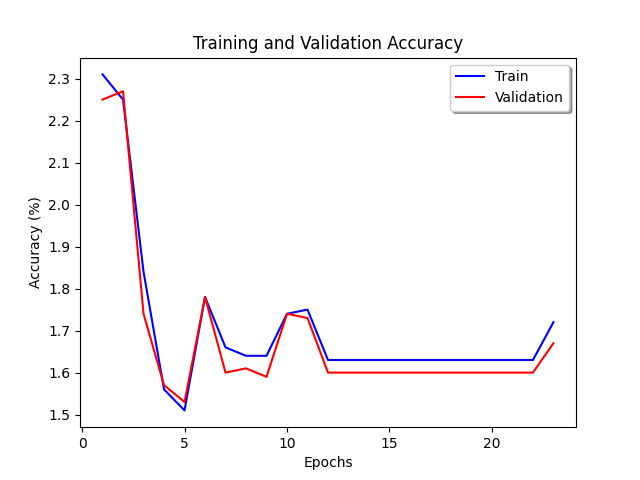 Training and Validation Accuracy
Train
Validation
2.3
2.2
2.1
2.0
1.9
1.8
1.7
1.6
1.5
Accuracy (%)
0 5 10 15 20
Epochs